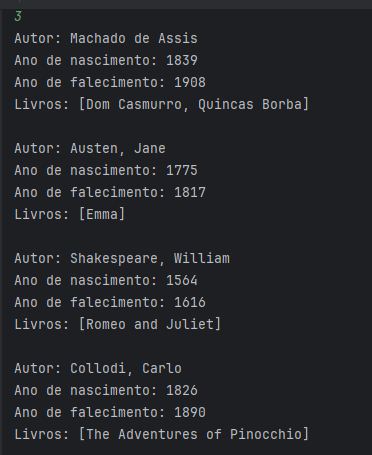 3
Autor: Machado de Assis
Ano de nascimento: 1839
Ano de falecimento: 1908
Livros: [Dom Casmurro, Quincas Borba]
Autor: Austen, Jane
Ano de nascimento: 1775
Ano de falecimento: 1817
Livros: [Emma]
Autor: Shakespeare, William
Ano de nascimento: 1564
Ano de falecimento: 1616
Livros: [Romeo and Juliet]
Autor: Collodi, Carlo
Ano de nascimento: 1826
Ano de falecimento: 1890
Livros: [The Adventures of Pinocchio]